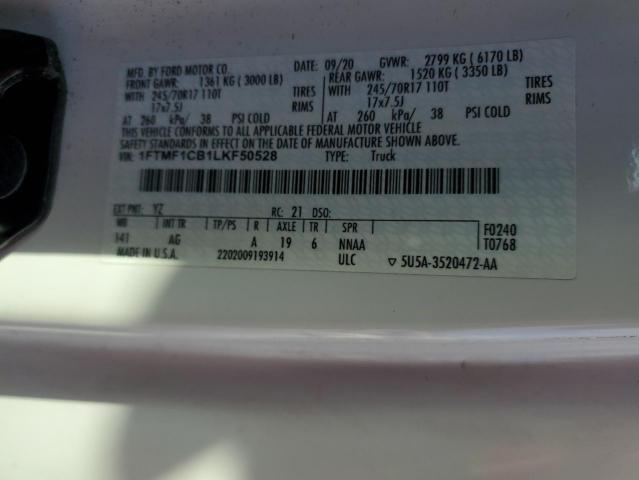 MFD. BY FORD MOTOR CO. DATE: 09/20 GVWR: 2799 KG ( 6170 LB)
FRONT GAWR: 1361 KG ( 3000 LB) REAR GAWR: 1520 KG ( 3350 LB)
WITH 245/70R17 110T TIRES WITH 245/70R17 110T TIRES
17x7.5J RIMS 17x7.5J RIMS
AT 260 kPa/ 38 PSI COLD AT 260 kPa/ 38 PSI COLD
THIS VEHICLE CONFORMS TO ALL APPLICABLE FEDERAL MOTOR VEHICLE
SAFETY STANDARDS IN EFFECT ON THE DATE OF MANUFACTURE SHOWN ABOVE.
VIN: 1FTMF1CB1LKF50528 TYPE: Truck
EXT PNT: YZ RC: 21 DSO:
WB INT TR TP/PS R AXLE TR SPR F0240
141 AG A 19 6 NNAA T0768
MADE IN U.S.A. 2202009193914 ULC ▽ 5U5A-3520472-AA